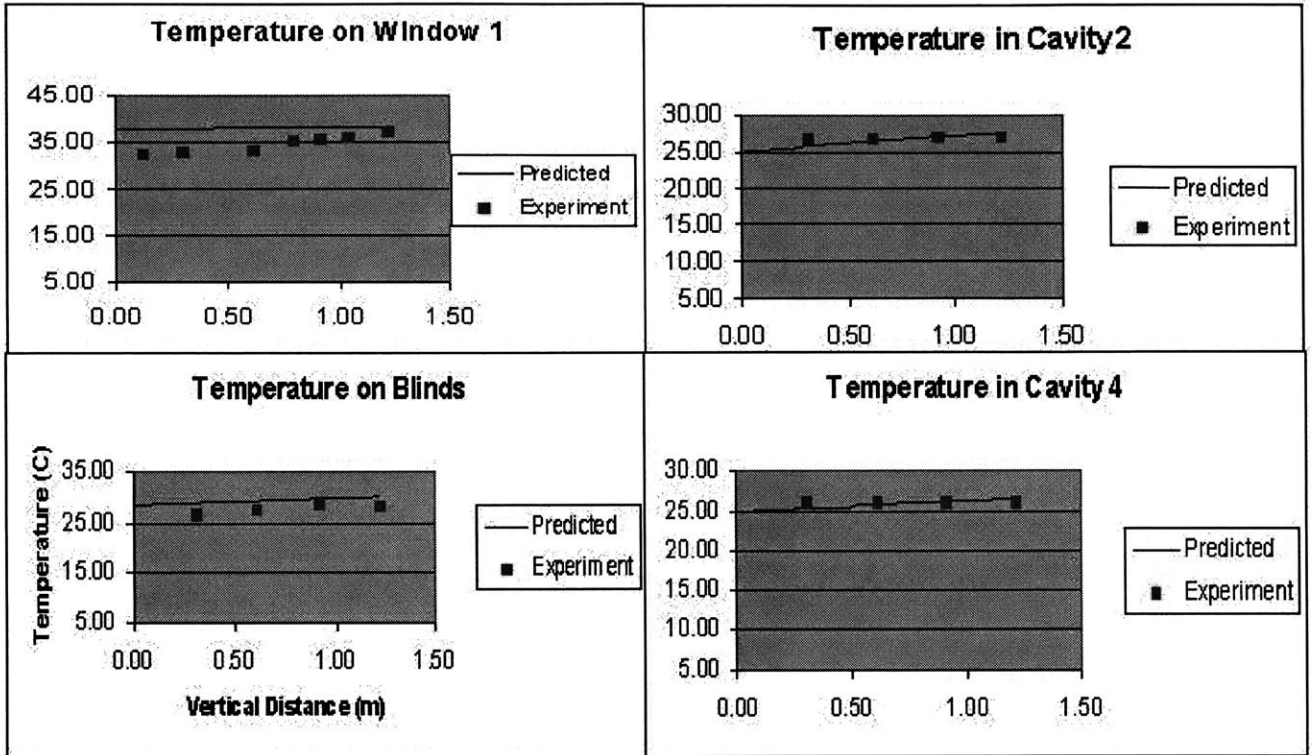 Temperature on Window 1
45.00
35.00
25.00
15.00
5.00
0.00 0.50 1.00 1.50
Predicted
Experiment
Temperature in Cavity 2
30.00
25.00
20.00
15.00
10.00
5.00
0.00 0.50 1.00 1.50
Predicted
Experiment
Temperature on Blinds
Temperature (C)
35.00
25.00
15.00
5.00
0.00 0.50 1.00 1.50
Vertical Distance (m)
Predicted
Experiment
Temperature in Cavity 4
30.00
25.00
20.00
15.00
10.00
5.00
0.00 0.50 1.00 1.50
Predicted
Experiment